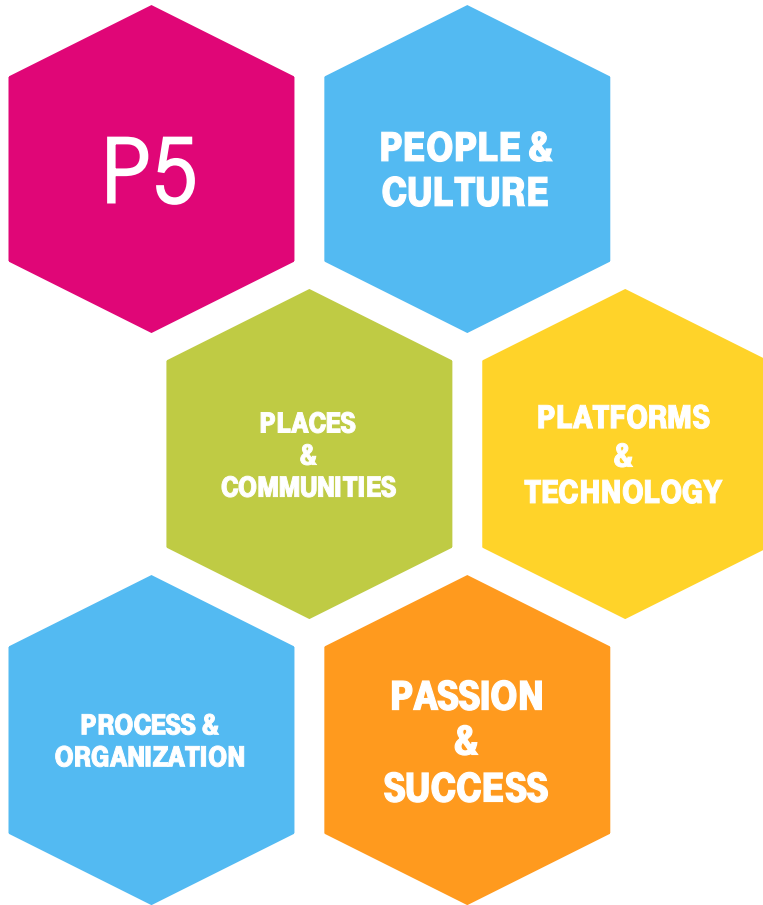 P5
PEOPLE &
CULTURE
PLACES
&
COMMUNITIES
PLATFORMS
&
TECHNOLOGY
PROCESS &
ORGANIZATION
PASSION
&
SUCCESS